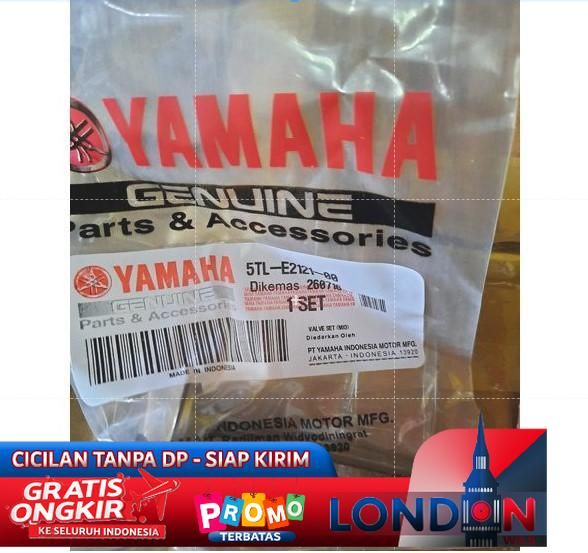 YAMAHA
GENUINE
Parts & Accessories
YAMAHA
GENUINE
Parts & Accessories
5TL-E2121-00
Dikemas 260716
1 SET
VALVE SET (MIO)
Diedarkan Oleh
PT YAMAHA INDONESIA MOTOR MFG.
JAKARTA - INDONESIA 13920
MADE IN INDONESIA
INDONESIA MOTOR MFG.
CICILAN TANPA DP - SIAP KIRIM
GRATIS
ONGKIR
KE SELURUH INDONESIA
PROMO
TERBATAS
LONDON